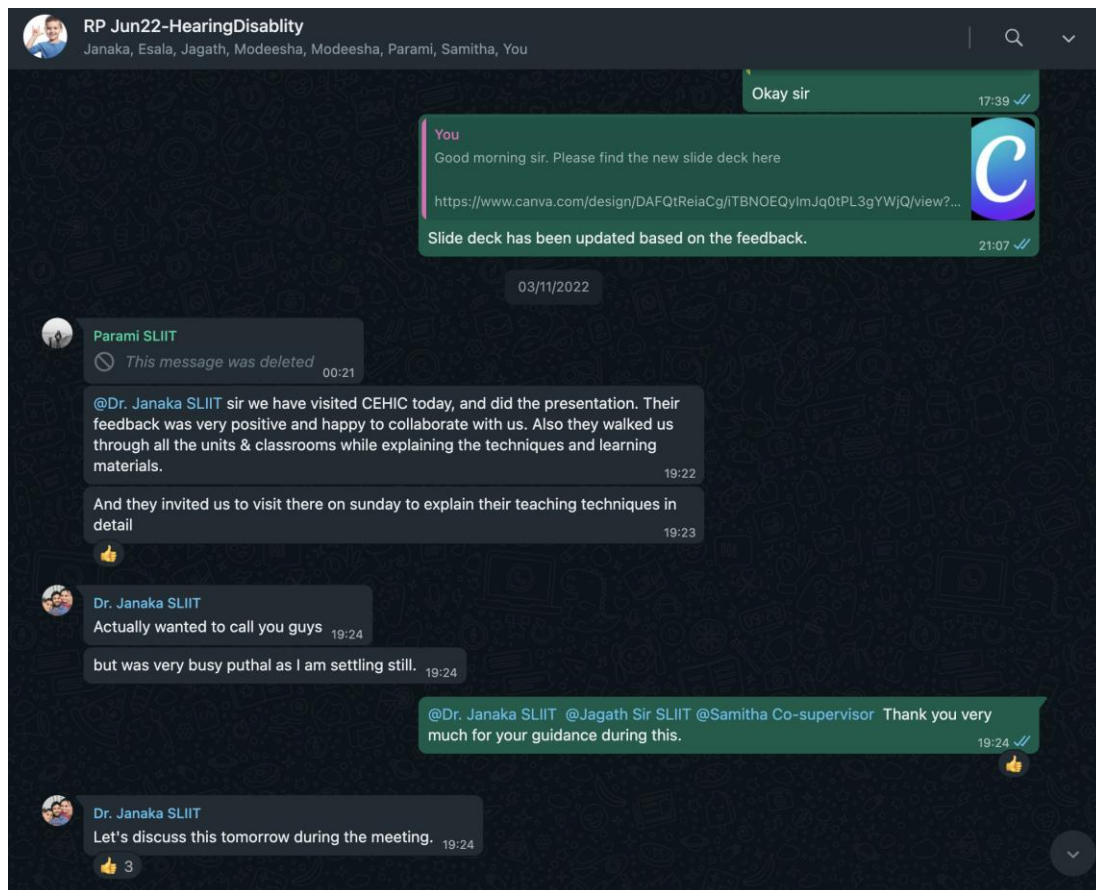 RP Jun22-HearingDisablity
Janaka, Esala, Jagath, Modeesha, Modeesha, Parami, Samitha, You
Okay sir
17:39
You
Good morning sir. Please find the new slide deck here
https://www.canva.com/design/DAFQtReiaCg/iTBNOEQylmJq0tPL3gYWjQ/view?...
C
Slide deck has been updated based on the feedback.
21:07
03/11/2022
Parami SLIIT
This message was deleted
00:21
@Dr. Janaka SLIIT sir we have visited CEHIC today, and did the presentation. Their
feedback was very positive and happy to collaborate with us. Also they walked us
through all the units & classrooms while explaining the techniques and learning
materials.
19:22
And they invited us to visit there on sunday to explain their teaching techniques in
detail
19:23
Dr. Janaka SLIIT
Actually wanted to call you guys 19:24
but was very busy puthal as I am settling still. 19:24
@Dr. Janaka SLIIT @Jagath Sir SLIIT @Samitha Co-supervisor Thank you very
much for your guidance during this.
19:24
Dr. Janaka SLIIT
Let's discuss this tomorrow during the meeting. 19:24
3